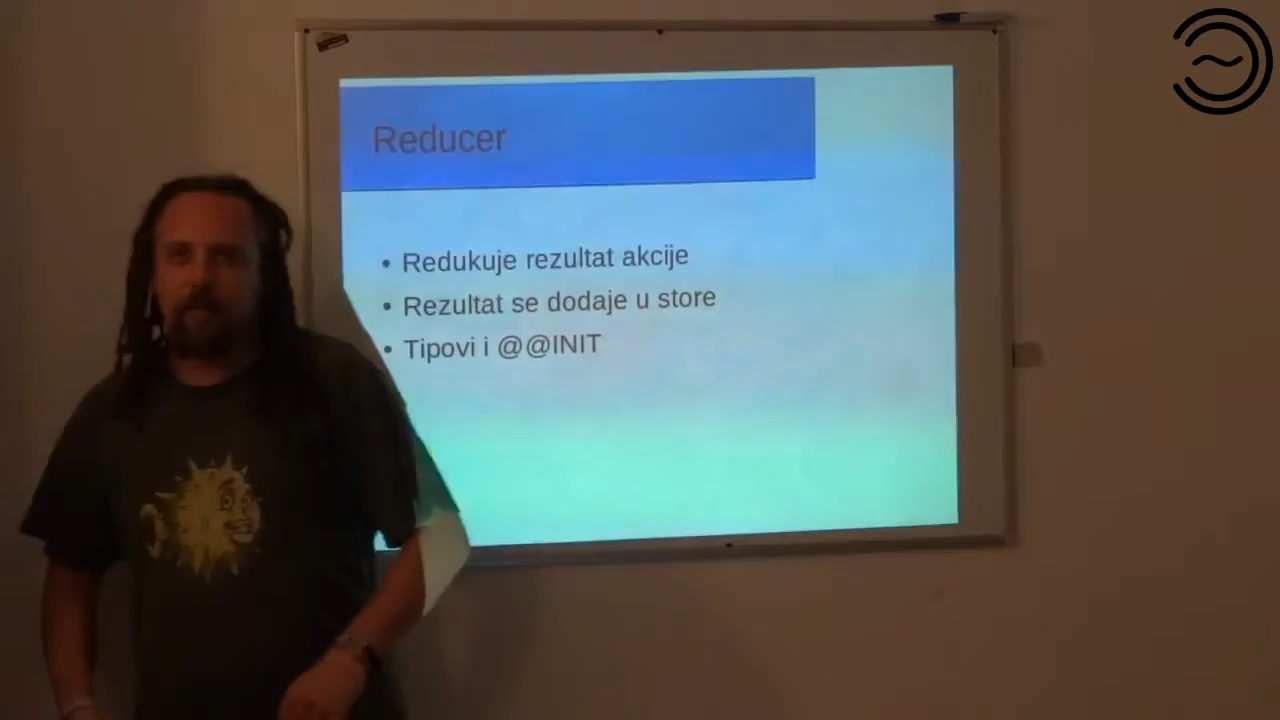 Reducer
• Redukuje rezultat akcije
• Rezultat se dodaje u store
• Tipovi i @@INIT